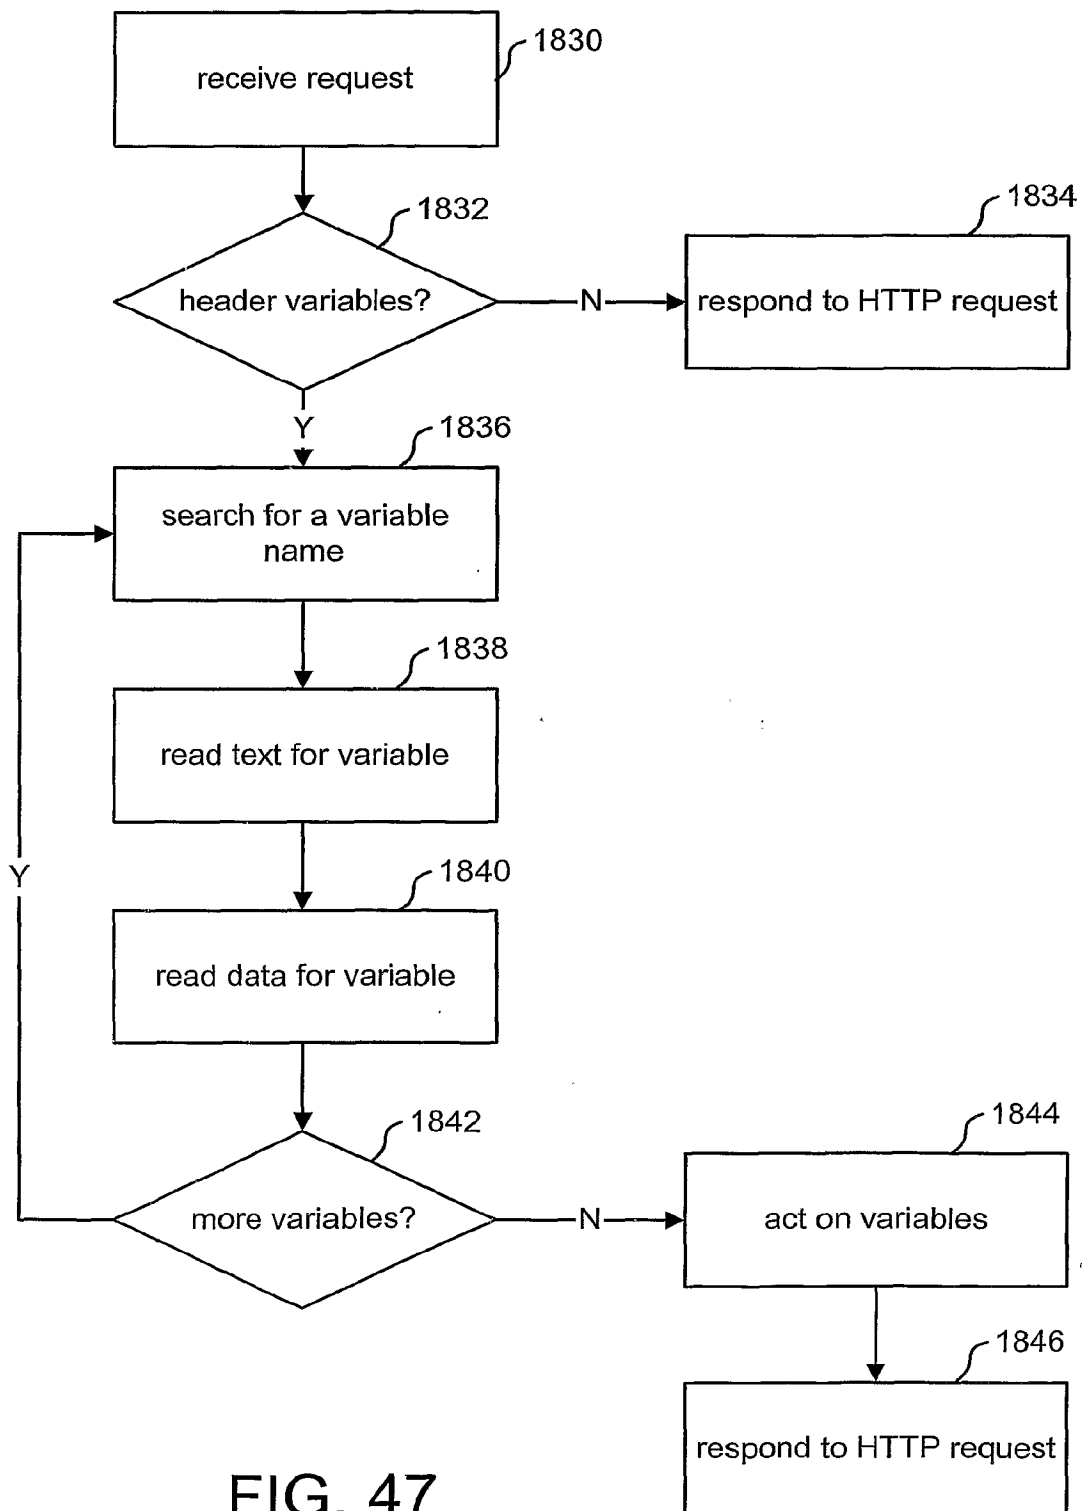 1830
receive request
1832
1834
header variables?
N
respond to HTTP request
Y
1836
search for a variable
name
1838
read text for variable
Y
1840
read data for variable
1842
1844
more variables?
N
act on variables
1846
respond to HTTP request
FIG. 47